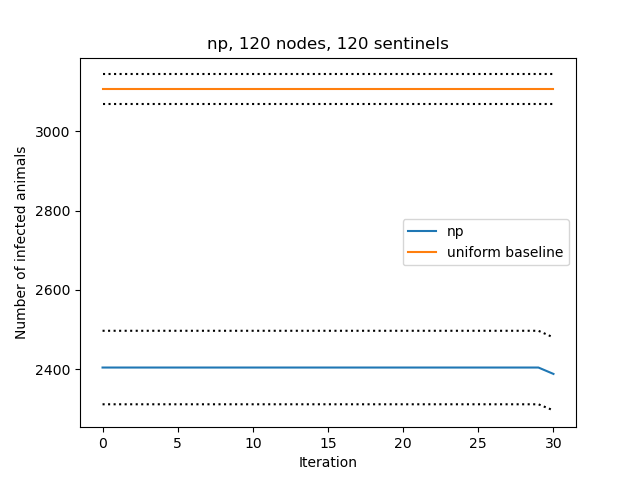 np, 120 nodes, 120 sentinels
Number of infected animals
3000
2800
2600
2400
np
uniform baseline
0 5 10 15 20 25 30
Iteration